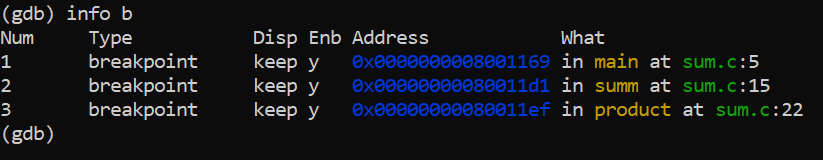 (gdb) info b
Num     Type           Disp Enb Address            What
1       breakpoint     keep y   0x0000000008001169 in main at sum.c:5
2       breakpoint     keep y   0x00000000080011d1 in summ at sum.c:15
3       breakpoint     keep y   0x00000000080011ef in product at sum.c:22
(gdb)